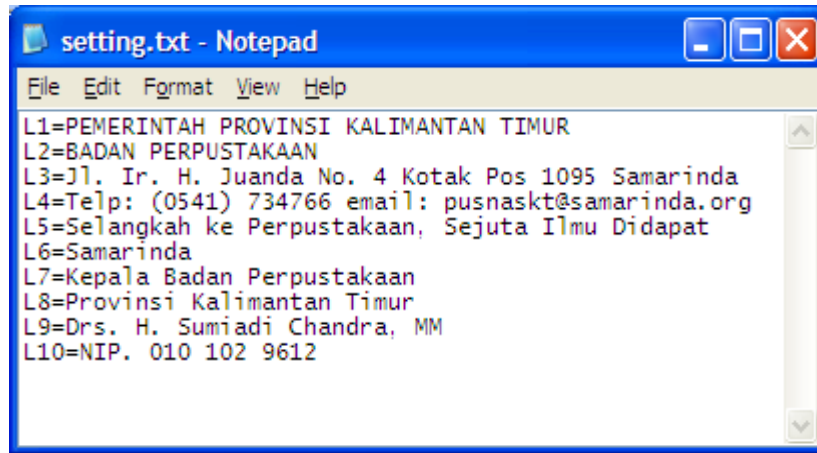 setting.txt - Notepad
File Edit Format View Help
L1=PEMERINTAH PROVINSI KALIMANTAN TIMUR
L2=BADAN PERPUSTAKAAN
L3=Jl. Ir. H. Juanda No. 4 Kotak Pos 1095 Samarinda
L4=Telp: (0541) 734766 email: pusnaskt@samarinda.org
L5=Selangkah ke Perpustakaan, Sejuta Ilmu Didapat
L6=Samarinda
L7=Kepala Badan Perpustakaan
L8=Provinsi Kalimantan Timur
L9=Drs. H. Sumiadi Chandra, MM
L10=NIP. 010 102 9612